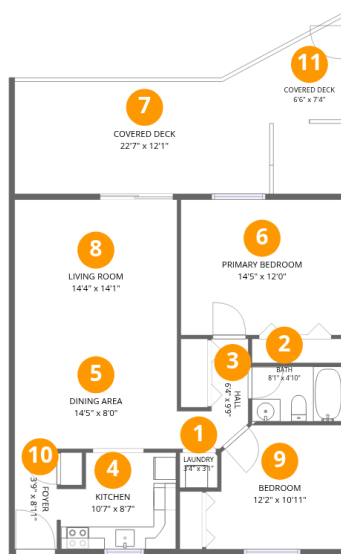 11
COVERED DECK
6'6" x 7'4"
7
COVERED DECK
22'7" x 12'1"
6
PRIMARY BEDROOM
14'5" x 12'0"
8
LIVING ROOM
14'4" x 14'1"
2
BATH
8'1" x 4'10"
3
HALL
6'4" x 9'9"
5
DINING AREA
14'5" x 8'0"
1
LAUNDRY
3'4" x 3'1"
10
FOYER
3'9" x 8'11"
4
KITCHEN
10'7" x 8'7"
9
BEDROOM
12'2" x 10'11"